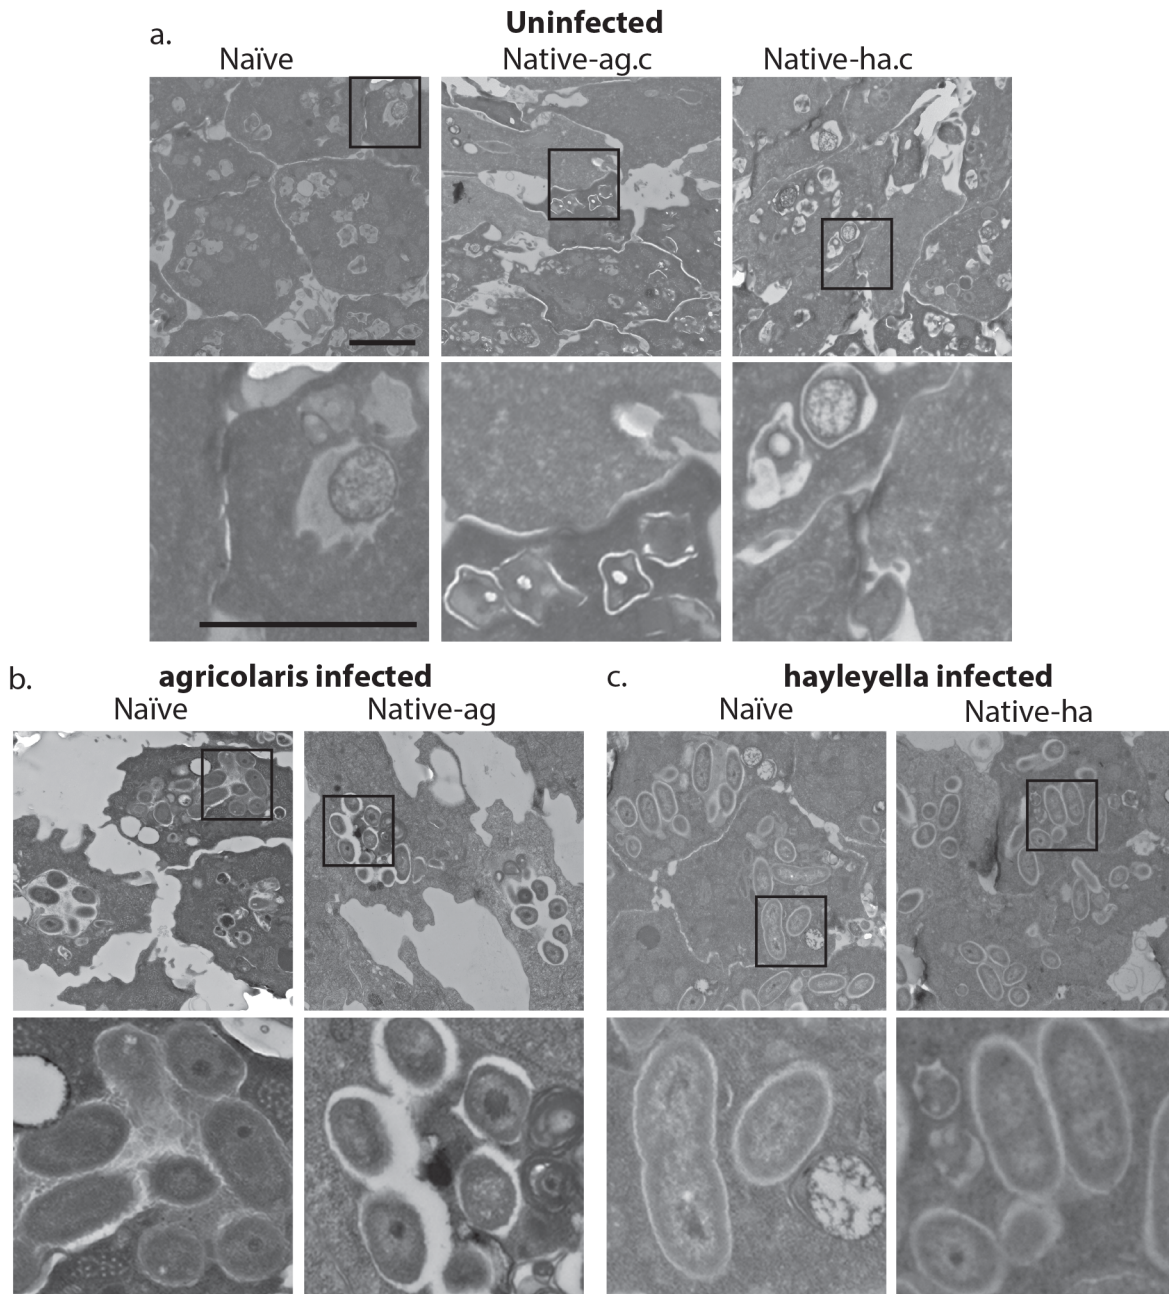 a.
Uninfected
Naïve Native-ag.c Native-ha.c
b.
agricolaris infected
Naïve Native-ag
c.
hayleyella infected
Naïve Native-ha